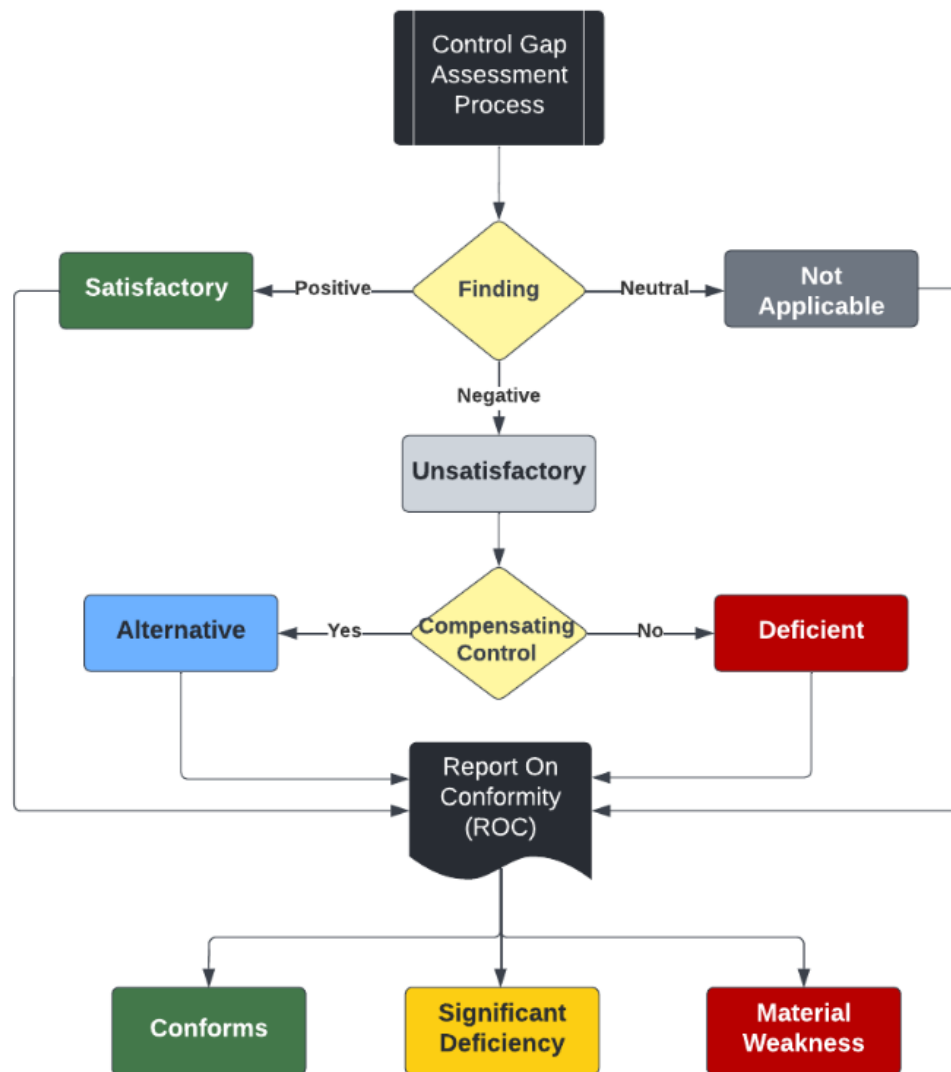 Control Gap
Assessment
Process
Satisfactory
Positive
Finding
Neutral
Not
Applicable
Negative
Unsatisfactory
Alternative
Yes
Compensating
Control
No
Deficient
Report On
Conformity
(ROC)
Conforms
Significant
Deficiency
Material
Weakness